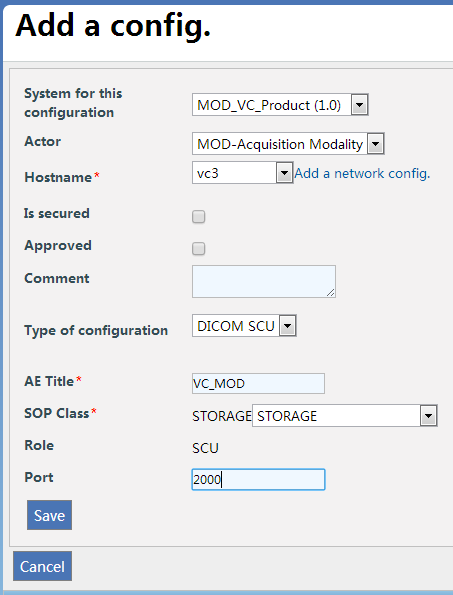 Add a config.
System for this
configuration
MOD_VC_Product (1.0)
Actor
MOD-Acquisition Modality
Hostname*
vc3
Add a network config.
Is secured
Approved
Comment
Type of configuration
DICOM SCU
AE Title*
VC_MOD
SOP Class*
STORAGE STORAGE
Role
SCU
Port
2000
Save
Cancel